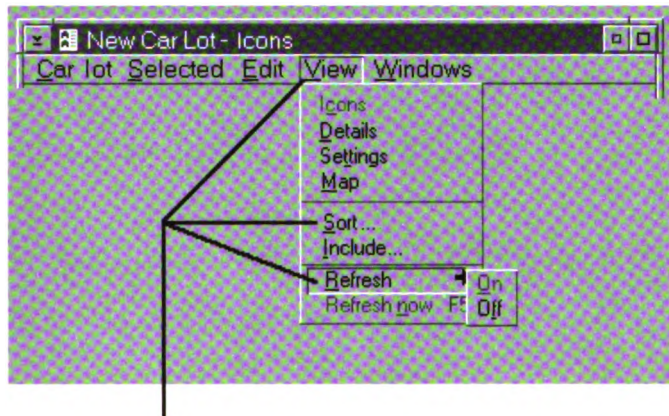 New Car Lot - Icons
Car lot Selected Edit View Windows
Icons
Details
Settings
Map
Sort...
Include...
Refresh
On
Refresh now F5
Off